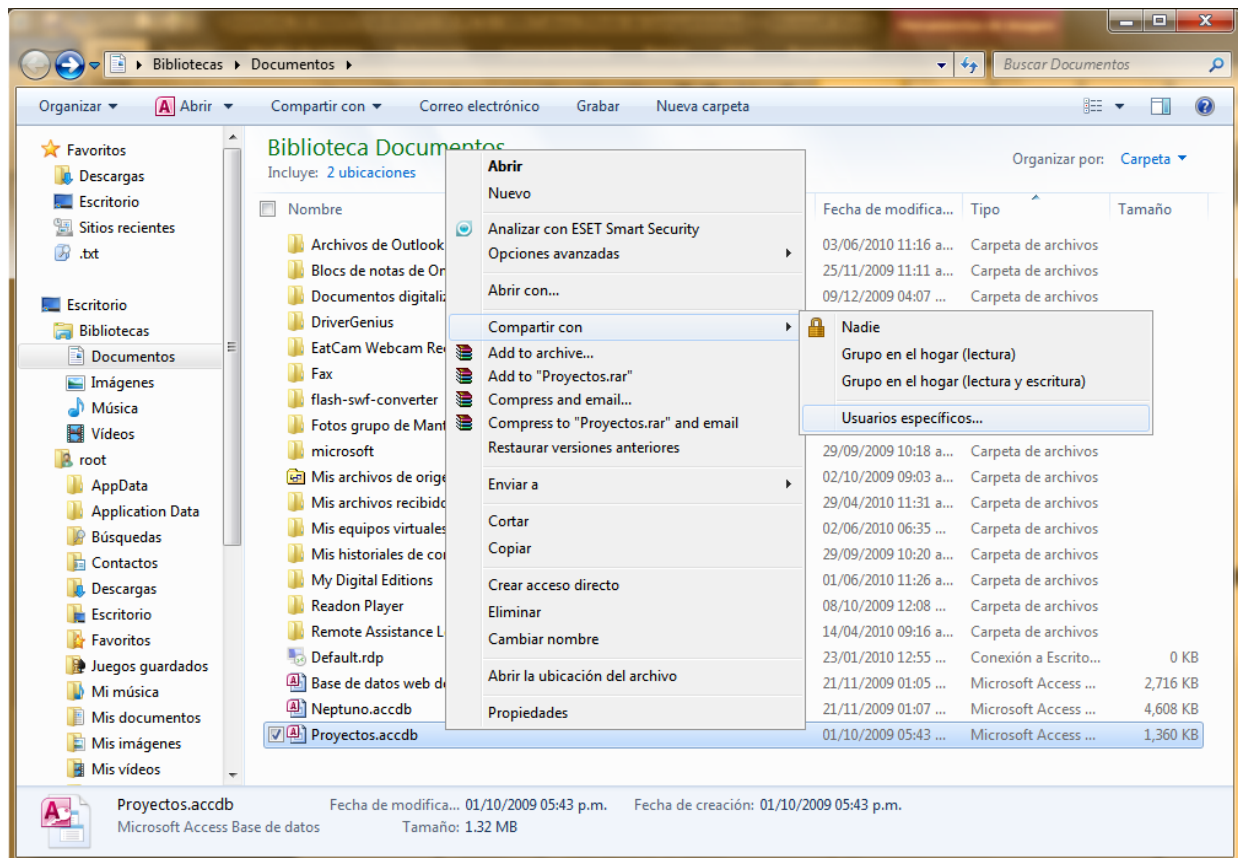 Bibliotecas Documentos
Buscar Documentos
Organizar Abrir Compartir con Correo electrónico Grabar Nueva carpeta
Favoritos
Descargas
Escritorio
Sitios recientes
.txt
Escritorio
Bibliotecas
Documentos
Imágenes
Música
Vídeos
root
AppData
Application Data
Búsquedas
Contactos
Descargas
Escritorio
Favoritos
Juegos guardados
Mi música
Mis documentos
Mis imágenes
Mis vídeos
Biblioteca Documentos
Incluye: 2 ubicaciones
Organizar por: Carpeta
Nombre Fecha de modifica... Tipo Tamaño
Archivos de Outlook 03/06/2010 11:16 a... Carpeta de archivos
Blocs de notas de On 25/11/2009 11:11 a... Carpeta de archivos
Documentos digitaliz 09/12/2009 04:07 ... Carpeta de archivos
DriverGenius
EatCam Webcam Rec
Fax
flash-swf-converter
Fotos grupo de Mant
microsoft 29/09/2009 10:18 a... Carpeta de archivos
Mis archivos de orige 02/10/2009 09:03 a... Carpeta de archivos
Mis archivos recibido 29/04/2010 11:31 a... Carpeta de archivos
Mis equipos virtuales 02/06/2010 06:35 ... Carpeta de archivos
Mis historiales de con 29/09/2009 10:20 a... Carpeta de archivos
My Digital Editions 01/06/2010 11:26 a... Carpeta de archivos
Readon Player 08/10/2009 12:08 ... Carpeta de archivos
Remote Assistance L 14/04/2010 09:16 a... Carpeta de archivos
Default.rdp 23/01/2010 12:55 ... Conexión a Escrito... 0 KB
Base de datos web de 21/11/2009 01:05 ... Microsoft Access ... 2,716 KB
Neptuno.accdb 21/11/2009 01:07 ... Microsoft Access ... 4,608 KB
Proyectos.accdb 01/10/2009 05:43 ... Microsoft Access ... 1,360 KB
Abrir
Nuevo
Analizar con ESET Smart Security
Opciones avanzadas
Abrir con...
Compartir con
Add to archive...
Add to "Proyectos.rar"
Compress and email...
Compress to "Proyectos.rar" and email
Restaurar versiones anteriores
Enviar a
Cortar
Copiar
Crear acceso directo
Eliminar
Cambiar nombre
Abrir la ubicación del archivo
Propiedades
Nadie
Grupo en el hogar (lectura)
Grupo en el hogar (lectura y escritura)
Usuarios específicos...
Proyectos.accdb Fecha de modifica... 01/10/2009 05:43 p.m. Fecha de creación: 01/10/2009 05:43 p.m.
Microsoft Access Base de datos Tamaño: 1.32 MB